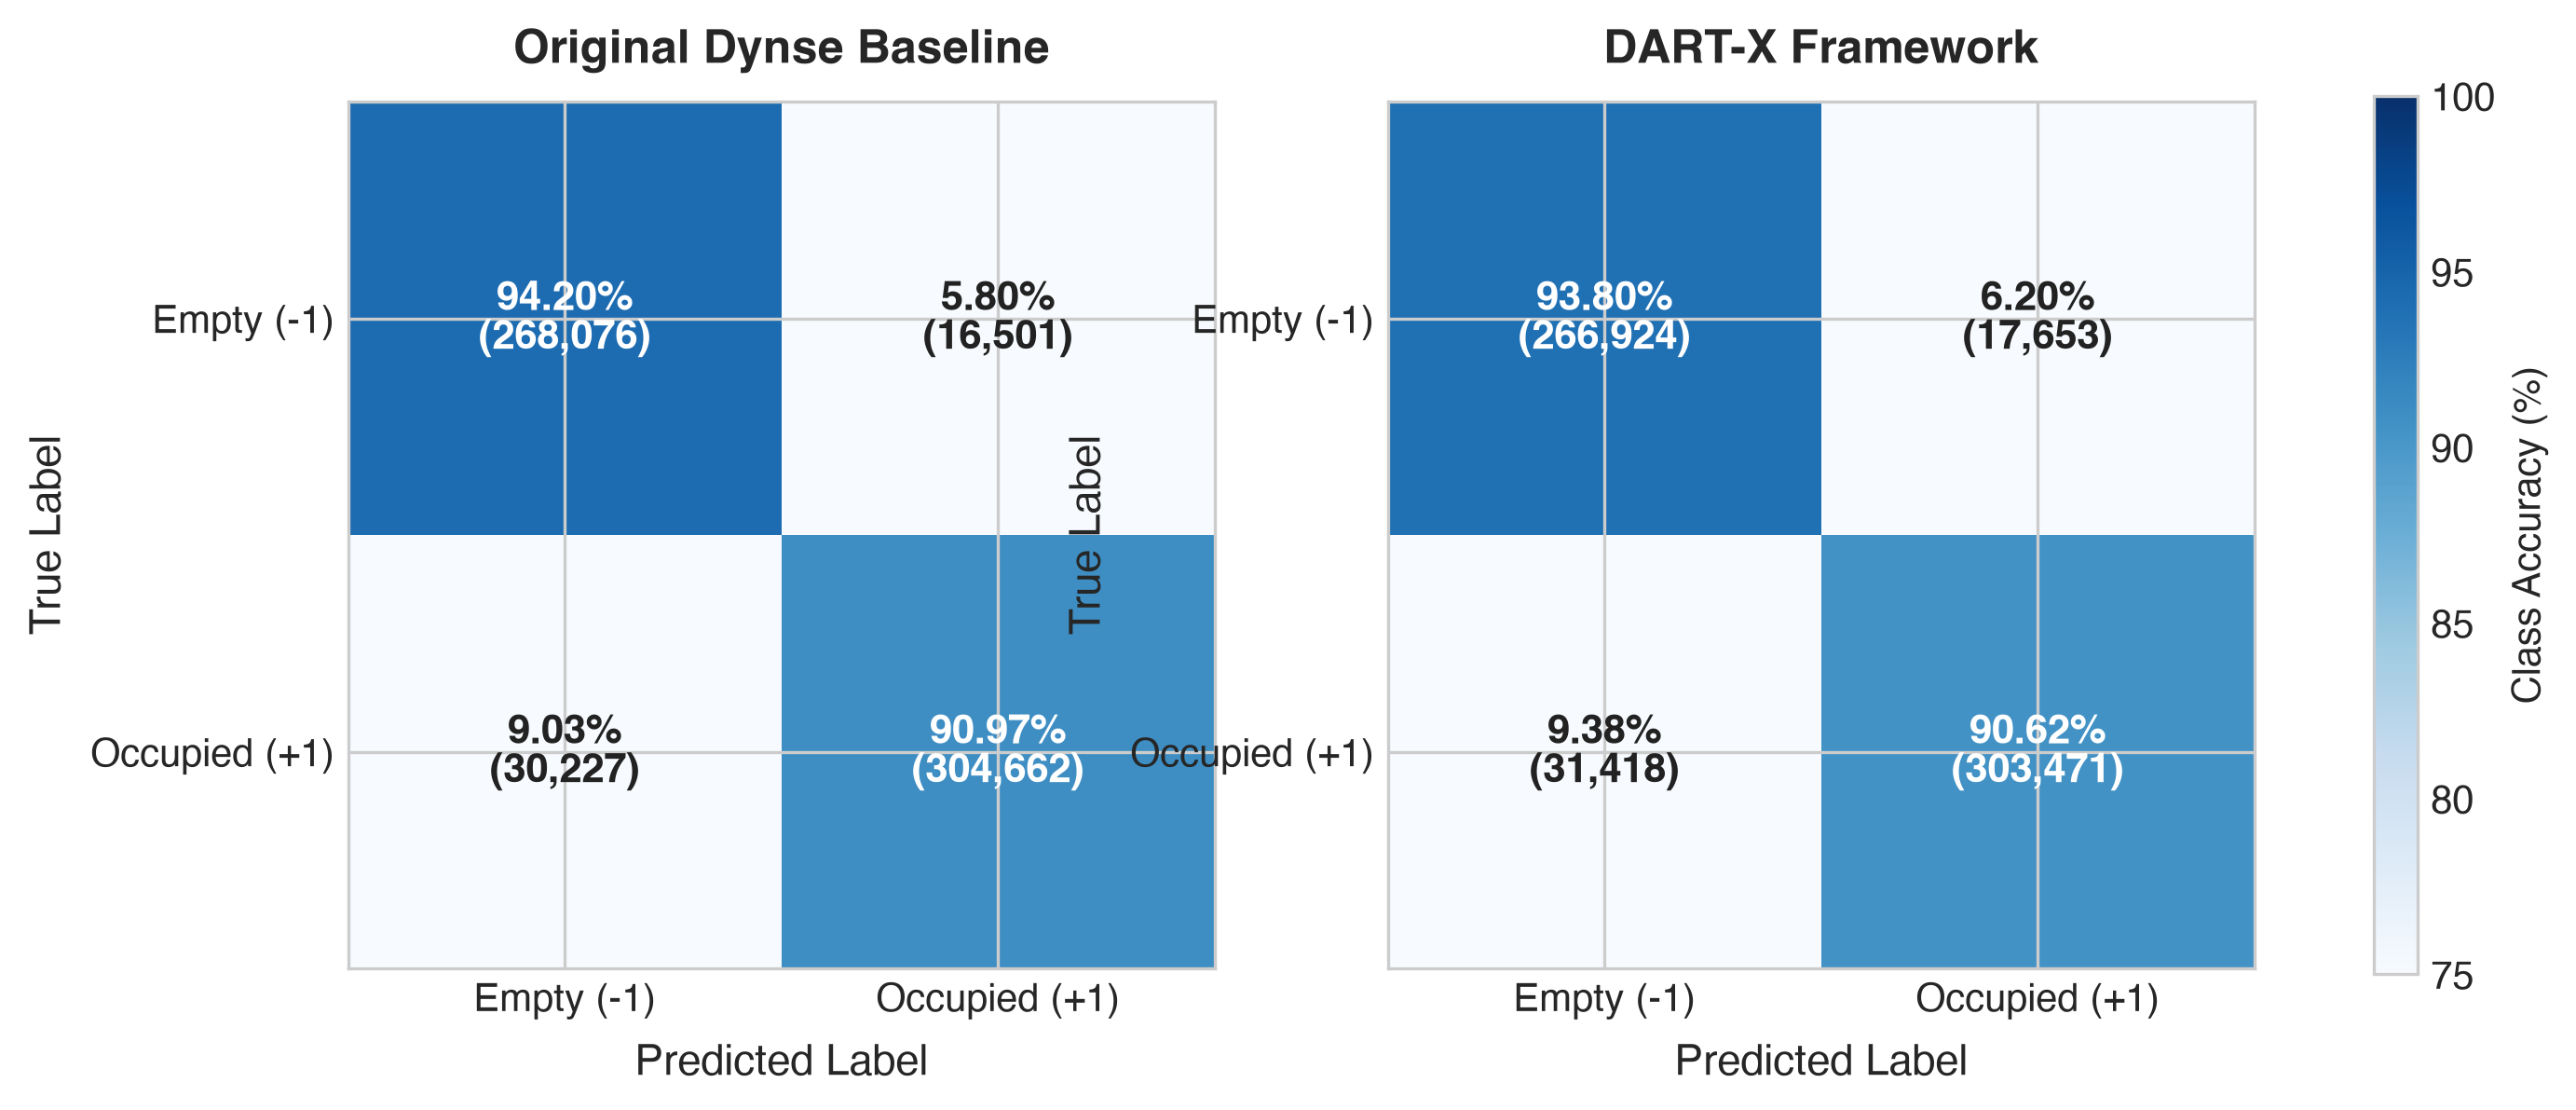 Original Dynse Baseline
True Label
Empty (-1)
Occupied (+1)
94.20%
(268,076)
5.80%
(16,501)
9.03%
(30,227)
90.97%
(304,662)
Empty (-1)
Occupied (+1)
Predicted Label
DART-X Framework
True Label
Empty (-1)
Occupied (+1)
93.80%
(266,924)
6.20%
(17,653)
9.38%
(31,418)
90.62%
(303,471)
Empty (-1)
Occupied (+1)
Predicted Label
100
95
90
85
80
75
Class Accuracy (%)